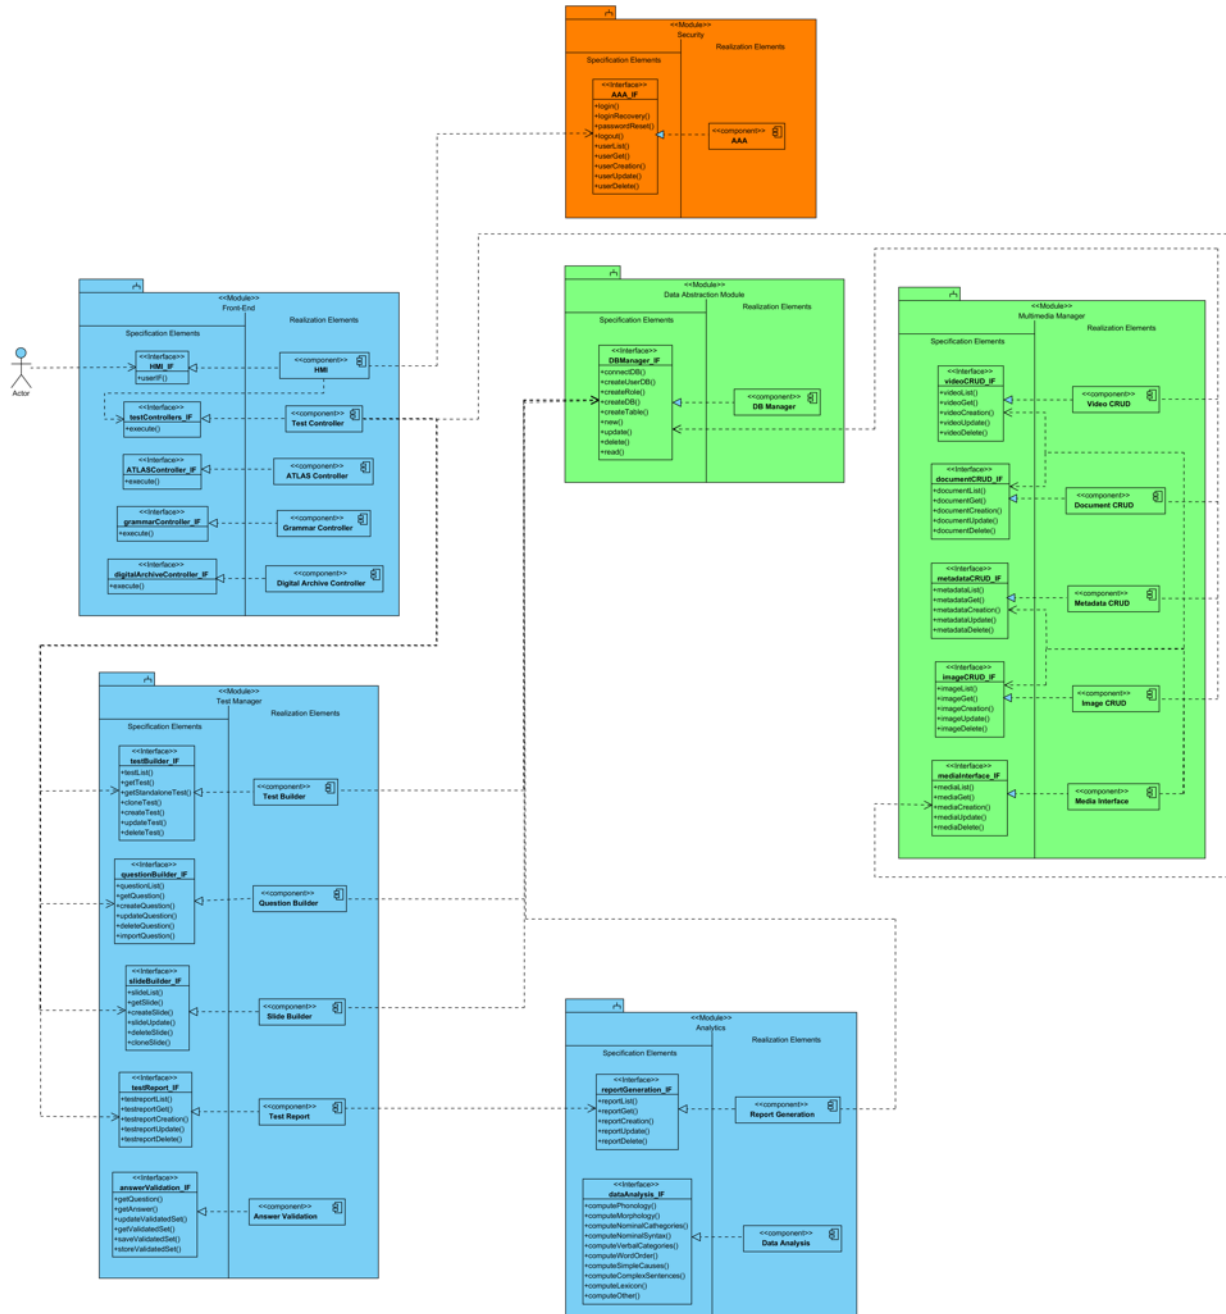 <<Module>>
Security
Specification Elements
Realization Elements
<<Interface>>
AAA_IF
+login()
+loginRecovery()
+passwordReset()
+logout()
+userList()
+userGet()
+userCreation()
+userUpdate()
+userDelete()
<<component>>
AAA
Actor
<<Module>>
Front-End
Specification Elements
Realization Elements
<<Interface>>
HMI_IF
+userIF()
<<component>>
HMI
<<Interface>>
testControllers_IF
+execute()
<<component>>
Test Controller
<<Interface>>
ATLASController_IF
+execute()
<<component>>
ATLAS Controller
<<Interface>>
grammarController_IF
+execute()
<<component>>
Grammar Controller
<<Interface>>
digitalArchiveController_IF
+execute()
<<component>>
Digital Archive Controller
<<Module>>
Data Abstraction Module
Specification Elements
Realization Elements
<<Interface>>
DBManager_IF
+connectDB()
+createUserDB()
+createRole()
+createDB()
+createTable()
+new()
+update()
+delete()
+read()
<<component>>
DB Manager
<<Module>>
Multimedia Manager
Specification Elements
Realization Elements
<<Interface>>
videoCRUD_IF
+videoList()
+videoGet()
+videoCreation()
+videoUpdate()
+videoDelete()
<<component>>
Video CRUD
<<Interface>>
documentCRUD_IF
+documentList()
+documentGet()
+documentCreation()
+documentUpdate()
+documentDelete()
<<component>>
Document CRUD
<<Interface>>
metadataCRUD_IF
+metadataList()
+metadataGet()
+metadataCreation()
+metadataUpdate()
+metadataDelete()
<<component>>
Metadata CRUD
<<Interface>>
imageCRUD_IF
+imageList()
+imageGet()
+imageCreation()
+imageUpdate()
+imageDelete()
<<component>>
Image CRUD
<<Interface>>
mediaInterface_IF
+mediaList()
+mediaGet()
+mediaCreation()
+mediaUpdate()
+mediaDelete()
<<component>>
Media Interface
<<Module>>
Test Manager
Specification Elements
Realization Elements
<<Interface>>
testBuilder_IF
+testList()
+getTest()
+getStandaloneTest()
+cloneTest()
+createTest()
+updateTest()
+deleteTest()
<<component>>
Test Builder
<<Interface>>
questionBuilder_IF
+questionList()
+getQuestion()
+createQuestion()
+updateQuestion()
+deleteQuestion()
+importQuestion()
<<component>>
Question Builder
<<Interface>>
slideBuilder_IF
+slideList()
+getSlide()
+createSlide()
+slideUpdate()
+deleteSlide()
+cloneSlide()
<<component>>
Slide Builder
<<Interface>>
testReport_IF
+testreportList()
+testreportGet()
+testreportCreation()
+testreportUpdate()
+testreportDelete()
<<component>>
Test Report
<<Interface>>
answerValidation_IF
+getQuestion()
+getAnswer()
+updateValidatedSet()
+getValidatedSet()
+saveValidatedSet()
+storeValidatedSet()
<<component>>
Answer Validation
<<Module>>
Analytics
Specification Elements
Realization Elements
<<Interface>>
reportGeneration_IF
+reportList()
+reportGet()
+reportCreation()
+reportUpdate()
+reportDelete()
<<component>>
Report Generation
<<Interface>>
dataAnalysis_IF
+computePhonology()
+computeMorphology()
+computeNominalCathegories()
+computeNominalSyntax()
+computeVerbalCategories()
+computeWordOrder()
+computeSimpleCauses()
+computeComplexSentences()
+computeLexicon()
+computeOther()
<<component>>
Data Analysis